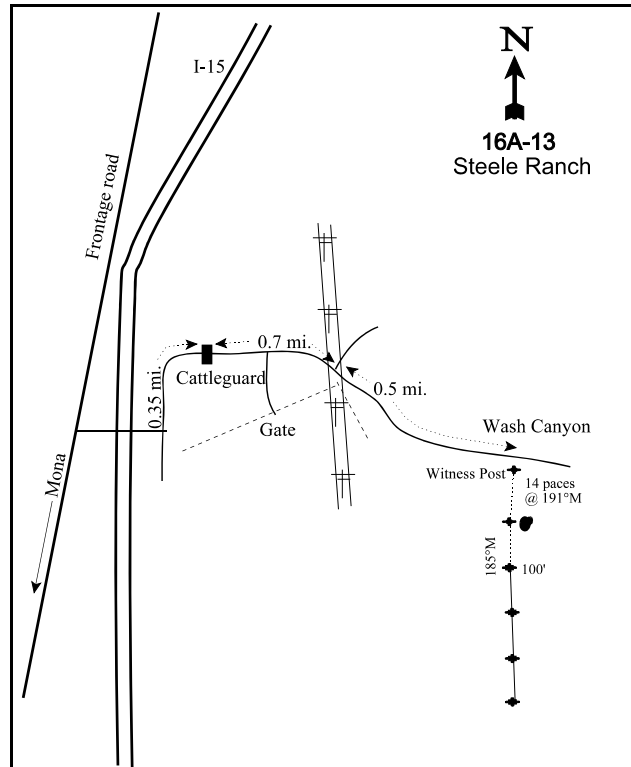 I-15
N
16A-13
Steele Ranch
Frontage road
0.7 mi.
0.35 mi.
Cattleguard
0.5 mi.
Gate
Wash Canyon
Witness Post
14 paces
@ 191°M
Mona
185°M
100'